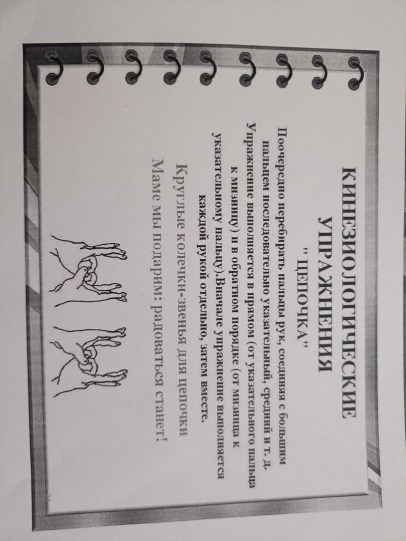 КИНЕЗИОЛОГИЧЕСКИЕ
УПРАЖНЕНИЯ
"ЦЕПОЧКА"
Поочередно перебирать пальцы рук, соединяя с большим
пальцем последовательно указательный, средний и т. д.
Упражнение выполняется в прямом (от указательного пальца
к мизинцу) и в обратном порядке (от мизинца к
указательному пальцу).Вначале упражнение выполняется
каждой рукой отдельно, затем вместе.
Круглые колечки-звенья для цепочки
Маме мы подарим: радоваться станет!